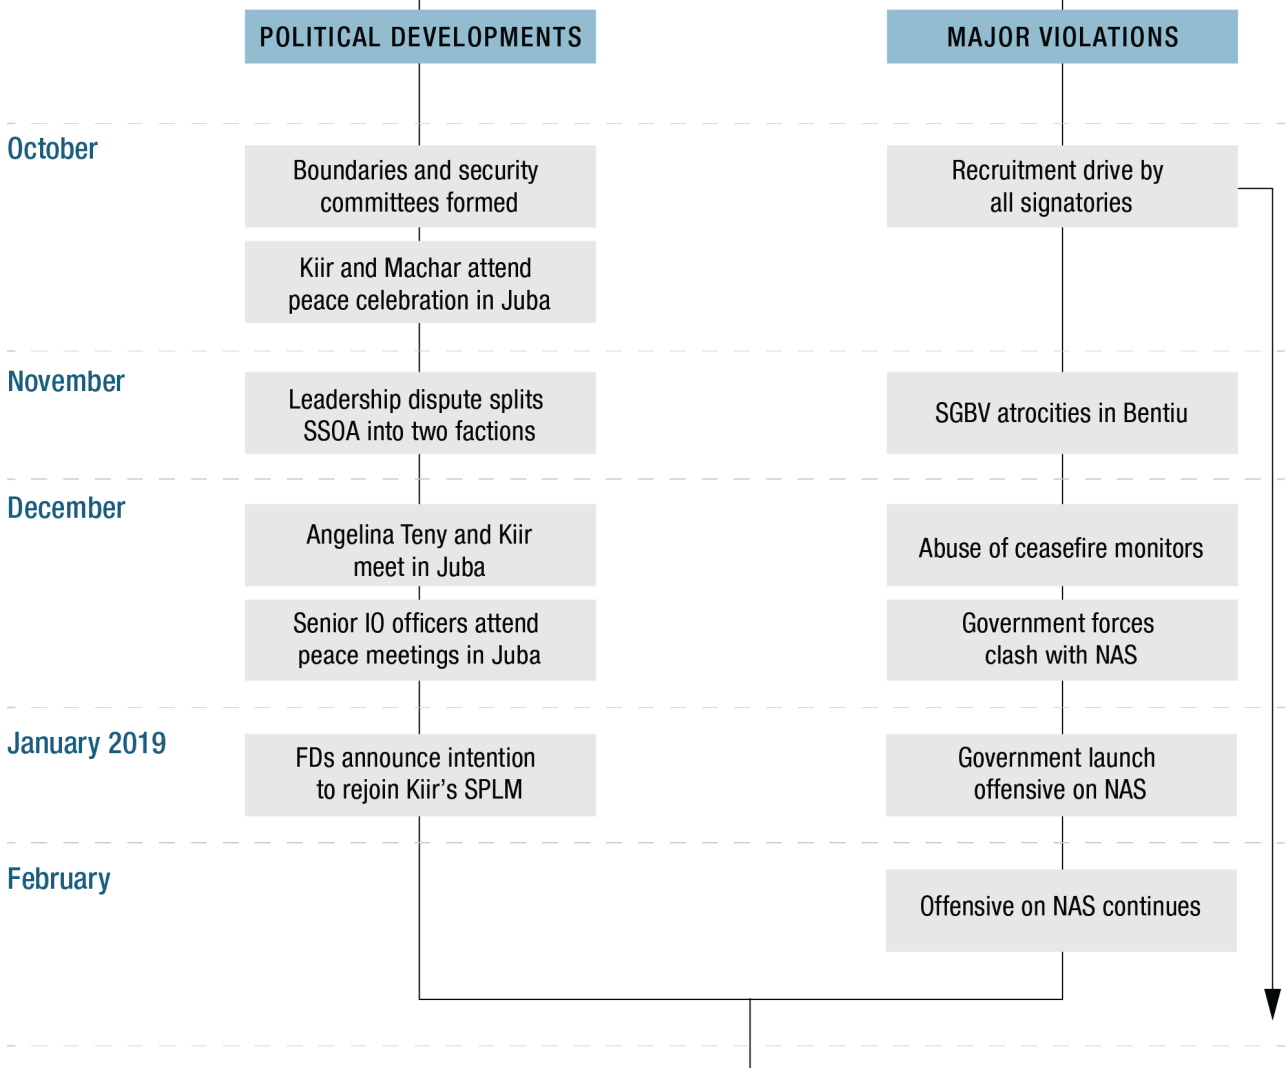 POLITICAL DEVELOPMENTS
MAJOR VIOLATIONS
October
Boundaries and security
committees formed
Recruitment drive by
all signatories
Kiir and Machar attend
peace celebration in Juba
November
Leadership dispute splits
SSOA into two factions
SGBV atrocities in Bentiu
December
Angelina Teny and Kiir
meet in Juba
Abuse of ceasefire monitors
Senior IO officers attend
peace meetings in Juba
Government forces
clash with NAS
January 2019
FDs announce intention
to rejoin Kiir’s SPLM
Government launch
offensive on NAS
February
Offensive on NAS continues